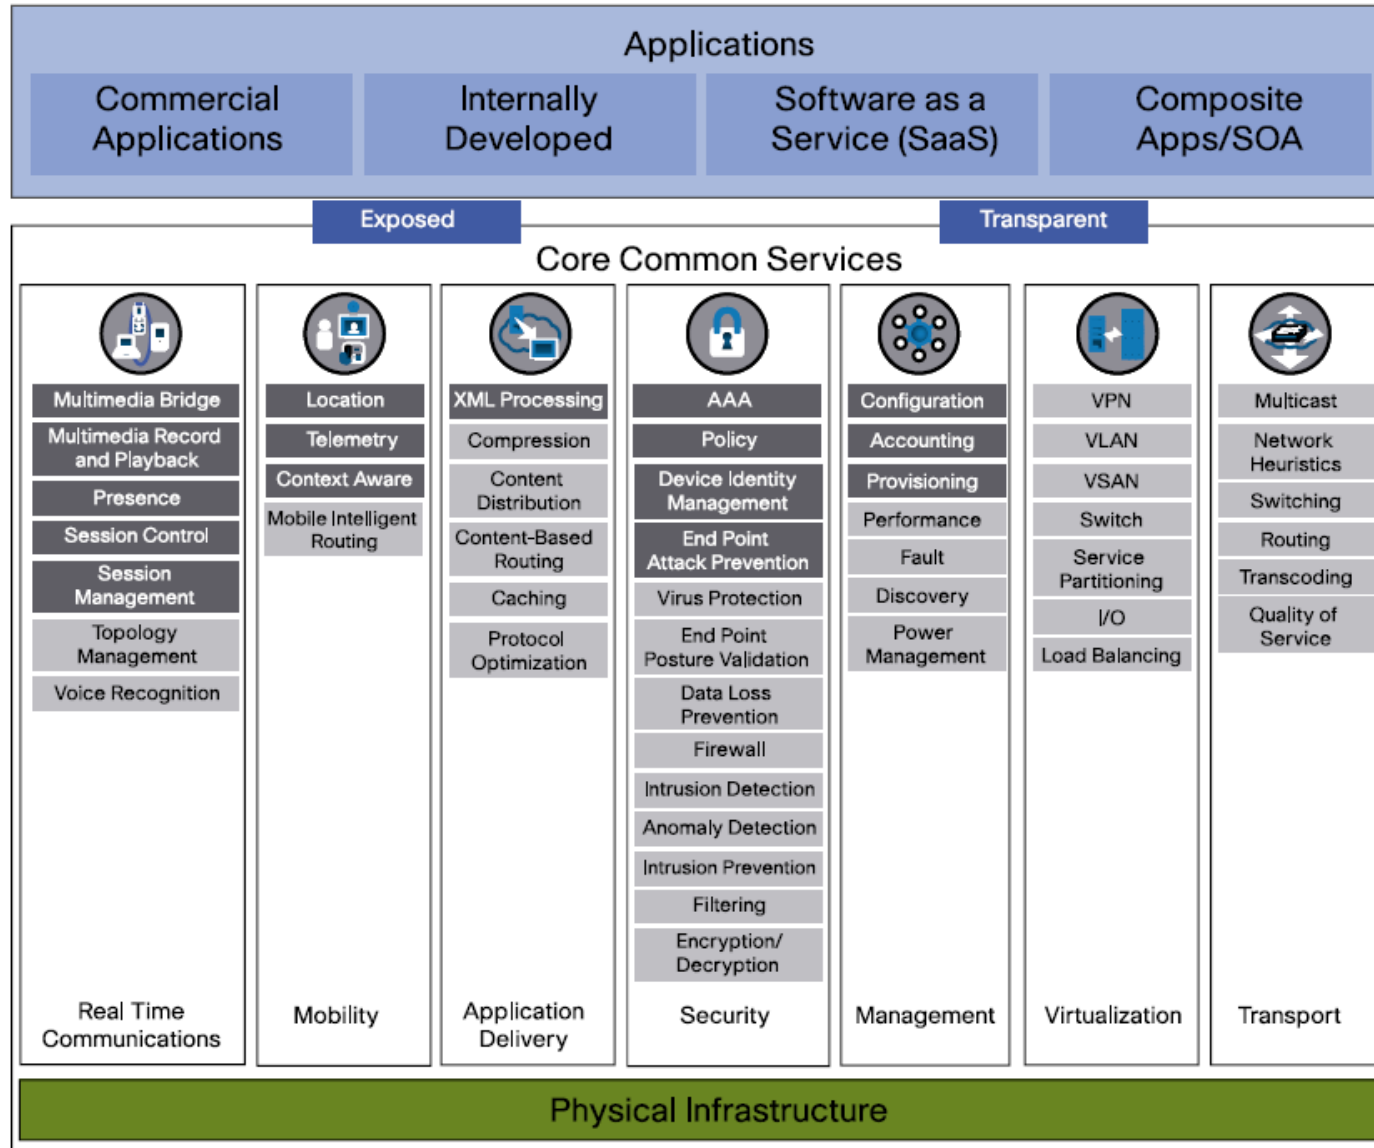 Applications
Commercial
Applications
Internally
Developed
Software as a
Service (SaaS)
Composite
Apps/SOA
Exposed
Transparent
Core Common Services
Multimedia Bridge
Multimedia Record
and Playback
Presence
Session Control
Session
Management
Topology
Management
Voice Recognition
Real Time
Communications
Location
Telemetry
Context Aware
Mobile Intelligent
Routing
Mobility
XML Processing
Compression
Content
Distribution
Content-Based
Routing
Caching
Protocol
Optimization
Application
Delivery
AAA
Policy
Device Identity
Management
End Point
Attack Prevention
Virus Protection
End Point
Posture Validation
Data Loss
Prevention
Firewall
Intrusion Detection
Anomaly Detection
Intrusion Prevention
Filtering
Encryption/
Decryption
Security
Configuration
Accounting
Provisioning
Performance
Fault
Discovery
Power
Management
Management
VPN
VLAN
VSAN
Switch
Service
Partitioning
I/O
Load Balancing
Virtualization
Multicast
Network
Heuristics
Switching
Routing
Transcoding
Quality of
Service
Transport
Physical Infrastructure